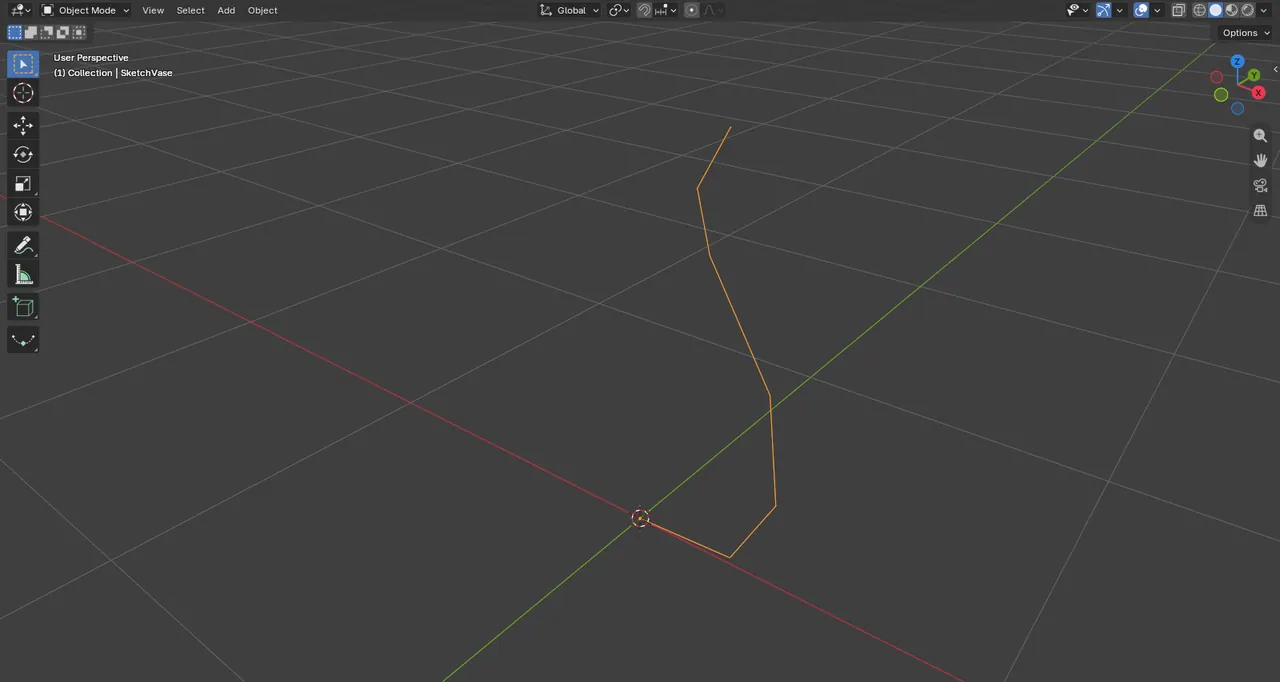 Object Mode View Select Add Object Global
Options
User Perspective
(1) Collection | SketchVase
Z
Y
X